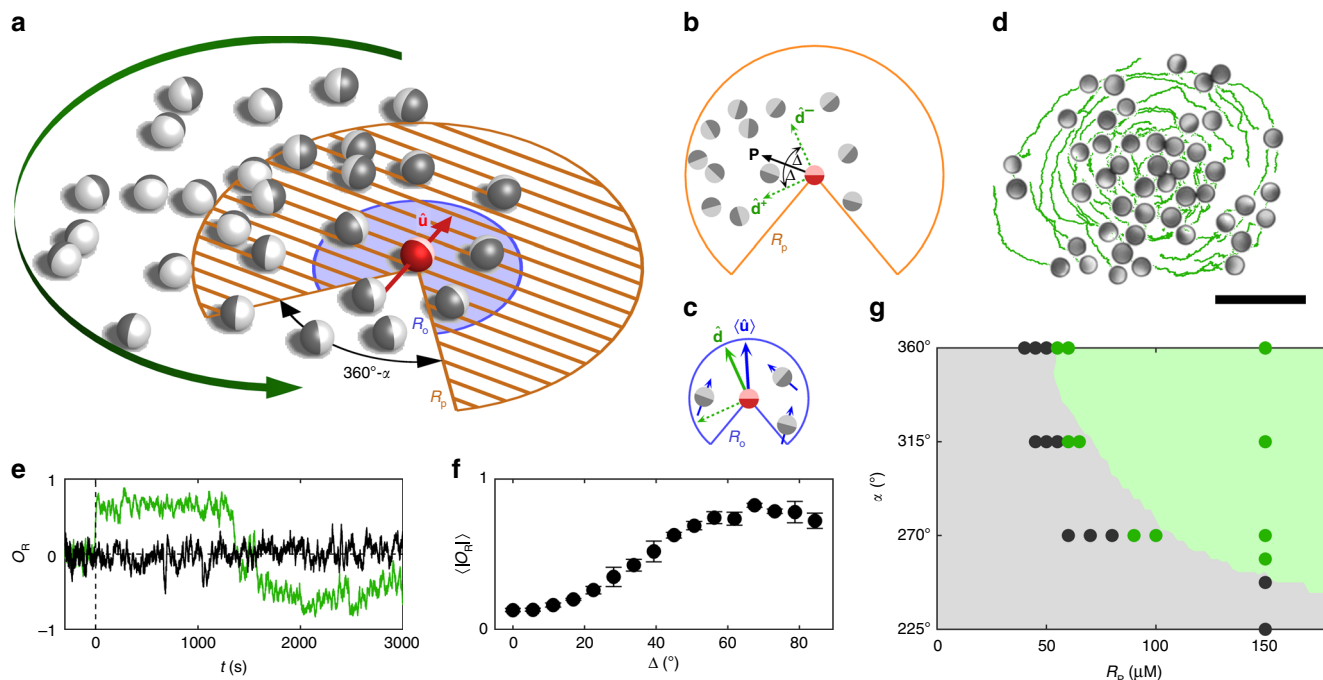 a
û
R_o
360°-α
R_p
b
d̂⁻
P
Δ
Δ
d̂⁺
R_p
c
d̂
⟨û⟩
R_o
d
e
1
O_R
0
−1
0
1000
2000
3000
t (s)
f
1
⟨|O_R|⟩
0
0
20
40
60
80
Δ (°)
g
360°
315°
α (°)
270°
225°
0
50
100
150
R_p (μM)